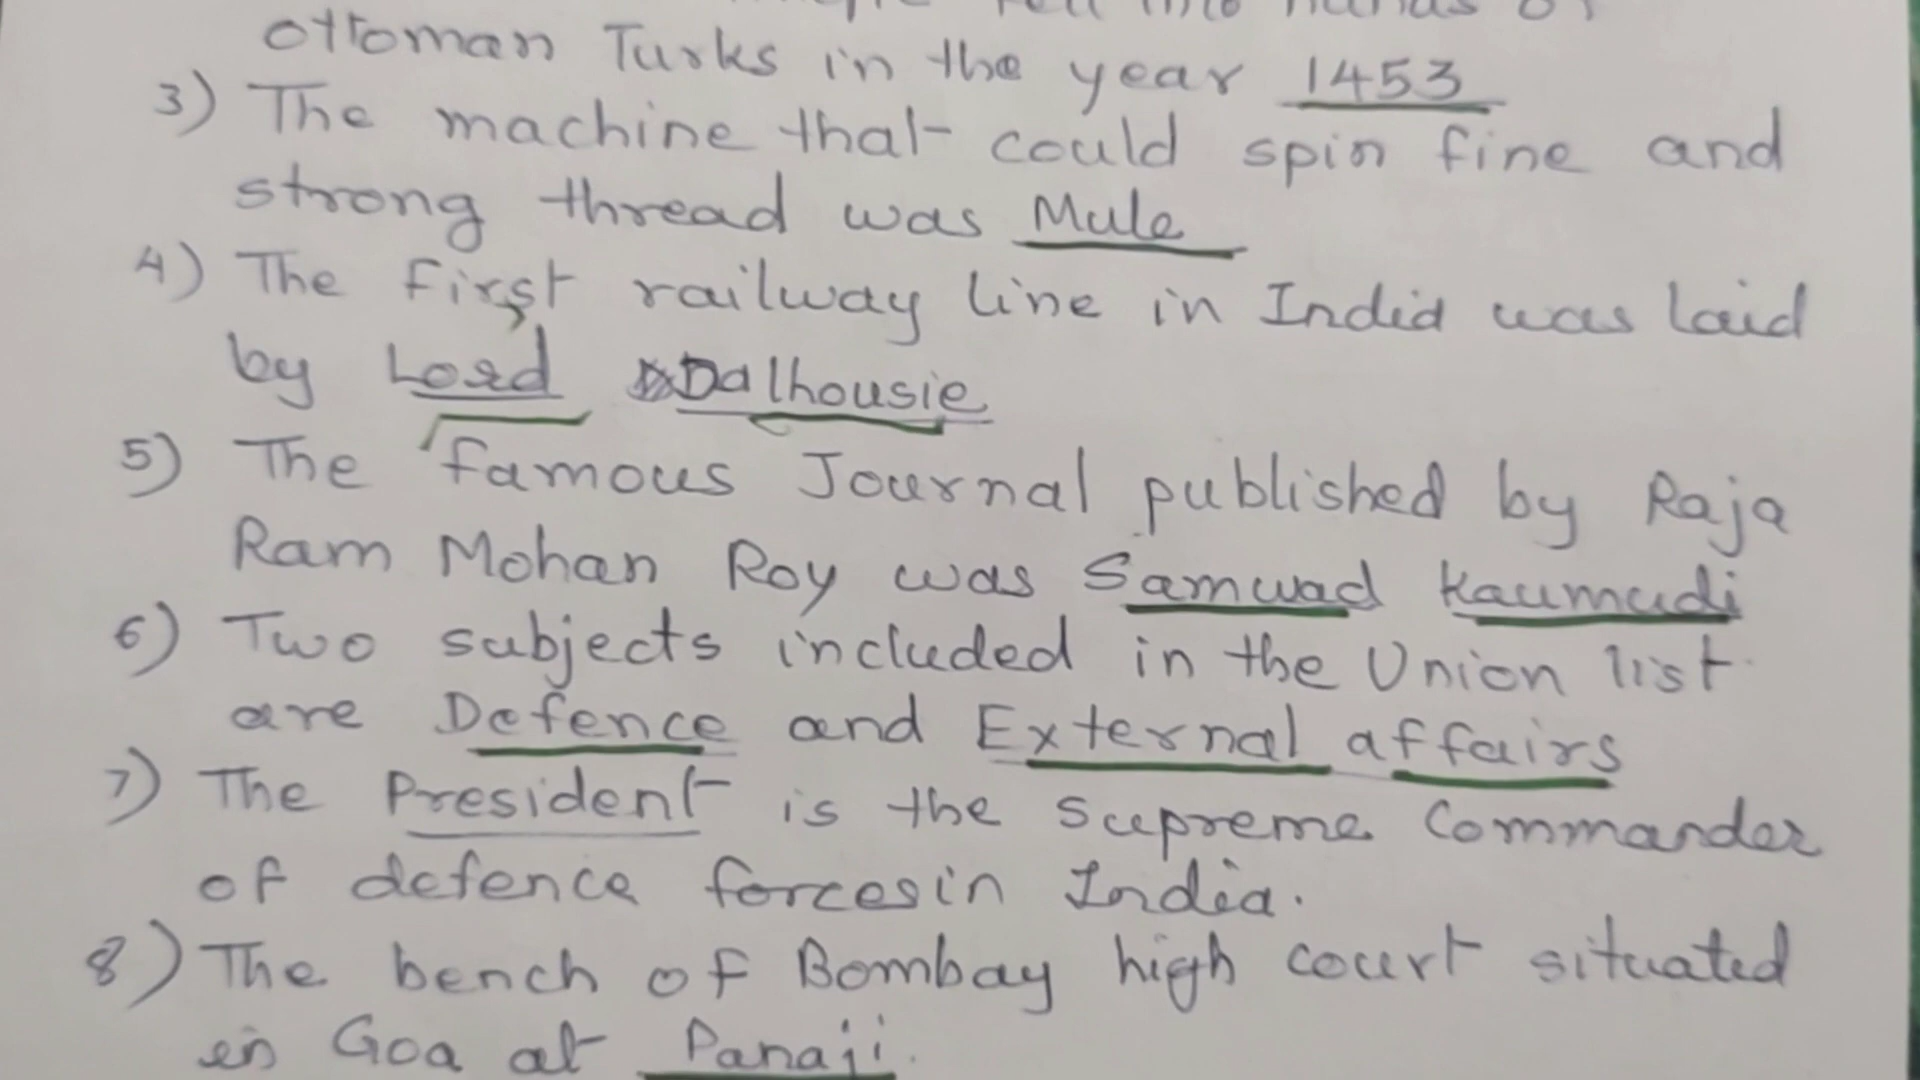 fell into hands of
ottoman Turks in the year 1453
3) The machine that could spin fine and
strong thread was Mule
4) The first railway line in India was laid
by Lord Dalhousie
5) The famous Journal published by Raja
Ram Mohan Roy was Samwad Kaumudi
6) Two subjects included in the Union list
are Defence and External affairs
7) The President is the Supreme Commander
of defence forces in India.
8) The bench of Bombay high court situated
in Goa at Panaji.